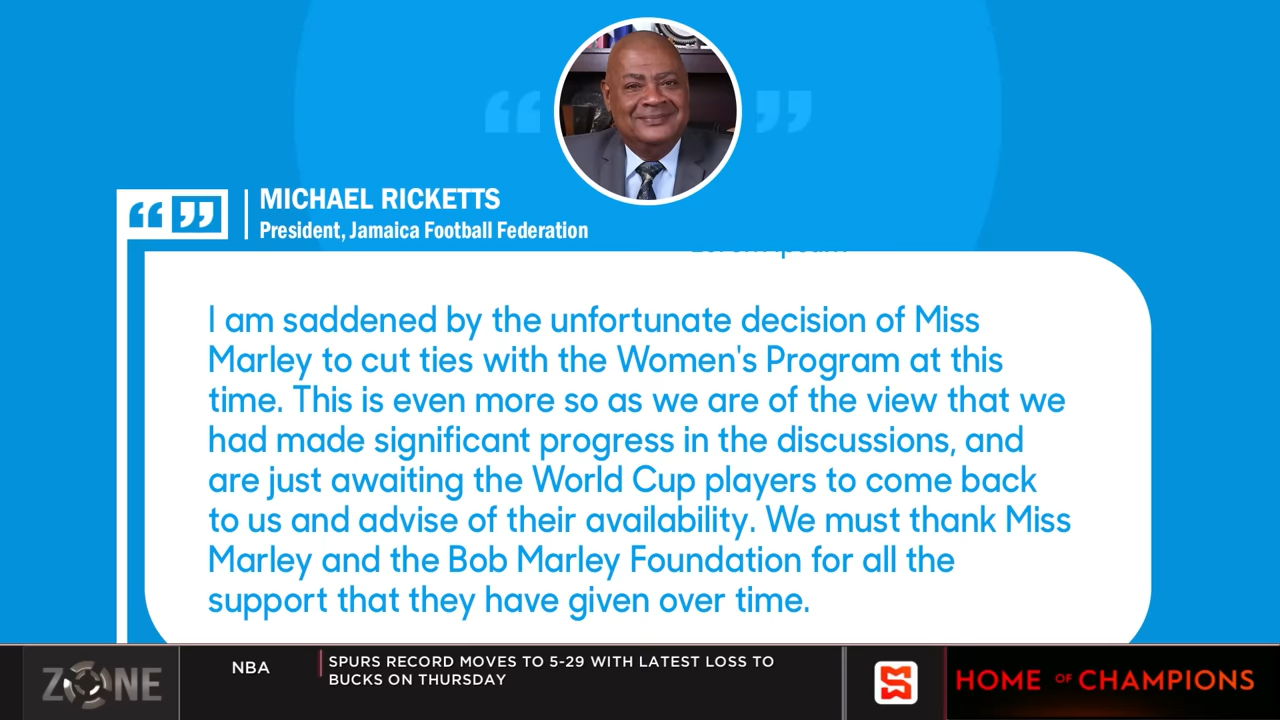 MICHAEL RICKETTS
President, Jamaica Football Federation
I am saddened by the unfortunate decision of Miss
Marley to cut ties with the Women's Program at this
time. This is even more so as we are of the view that we
had made significant progress in the discussions, and
are just awaiting the World Cup players to come back
to us and advise of their availability. We must thank Miss
Marley and the Bob Marley Foundation for all the
support that they have given over time.
ZONE
NBA
SPURS RECORD MOVES TO 5-29 WITH LATEST LOSS TO
BUCKS ON THURSDAY
HOME OF CHAMPIONS